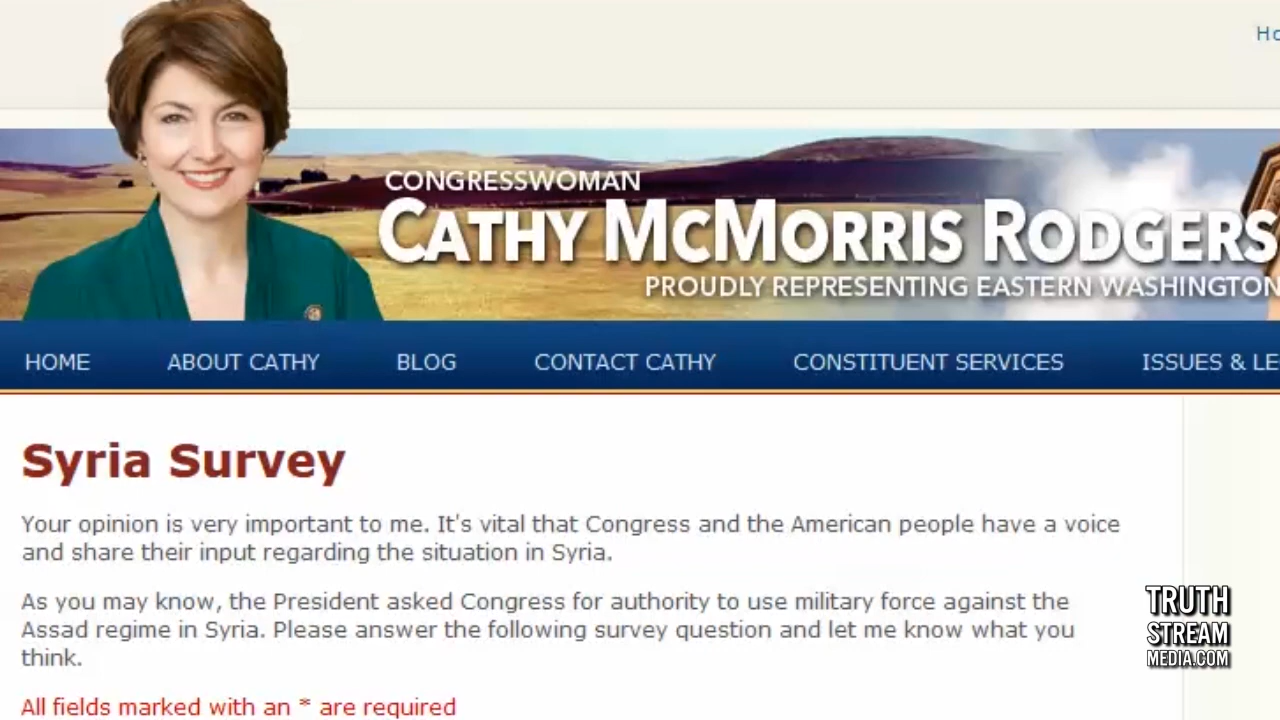 Ho
CONGRESSWOMAN
CATHY MCMORRIS RODGERS
PROUDLY REPRESENTING EASTERN WASHINGTON
HOME ABOUT CATHY BLOG CONTACT CATHY CONSTITUENT SERVICES ISSUES & LE
Syria Survey
Your opinion is very important to me. It's vital that Congress and the American people have a voice
and share their input regarding the situation in Syria.
As you may know, the President asked Congress for authority to use military force against the
Assad regime in Syria. Please answer the following survey question and let me know what you
think.
All fields marked with an * are required
TRUTH
STREAM
MEDIA.COM